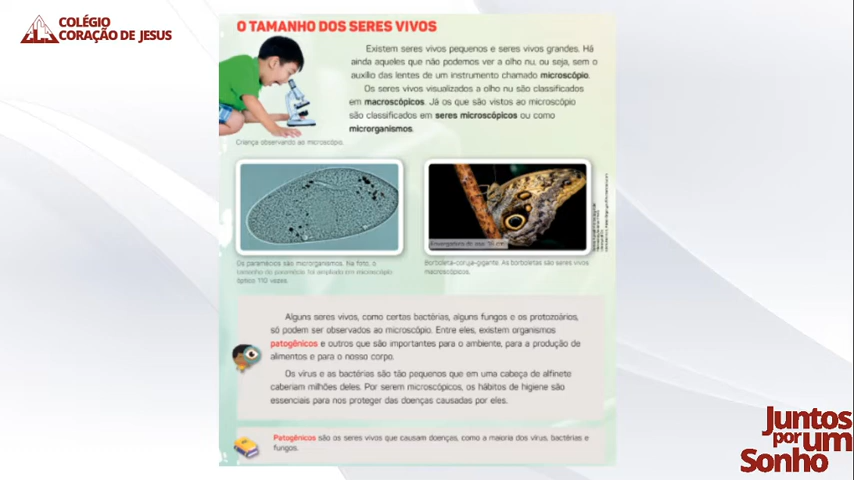 COLÉGIO
CORAÇÃO DE JESUS
O TAMANHO DOS SERES VIVOS
Existem seres vivos pequenos e seres vivos grandes. Há
ainda aqueles que não podemos ver a olho nu, ou seja, sem o
auxílio das lentes de um instrumento chamado microscópio.
Os seres vivos visualizados a olho nu são classificados
em macroscópicos. Já os que são vistos ao microscópio
são classificados em seres microscópicos ou como
microrganismos.
Criança observando ao microscópio.
Envergadura de asa: 16 cm
Os paramécios são microrganismos. Na foto, o
tamanho do paramécio foi ampliado em microscópio
óptico 110 vezes.
Borboleta-coruja-gigante. As borboletas são seres vivos
macroscópicos.
Alguns seres vivos, como certas bactérias, alguns fungos e os protozoários,
só podem ser observados ao microscópio. Entre eles, existem organismos
patogênicos e outros que são importantes para o ambiente, para a produção de
alimentos e para o nosso corpo.
Os vírus e as bactérias são tão pequenos que em uma cabeça de alfinete
caberiam milhões deles. Por serem microscópicos, os hábitos de higiene são
essenciais para nos proteger das doenças causadas por eles.
Patogênicos são os seres vivos que causam doenças, como a maioria dos vírus, bactérias e
fungos.
Juntos
por um
Sonho